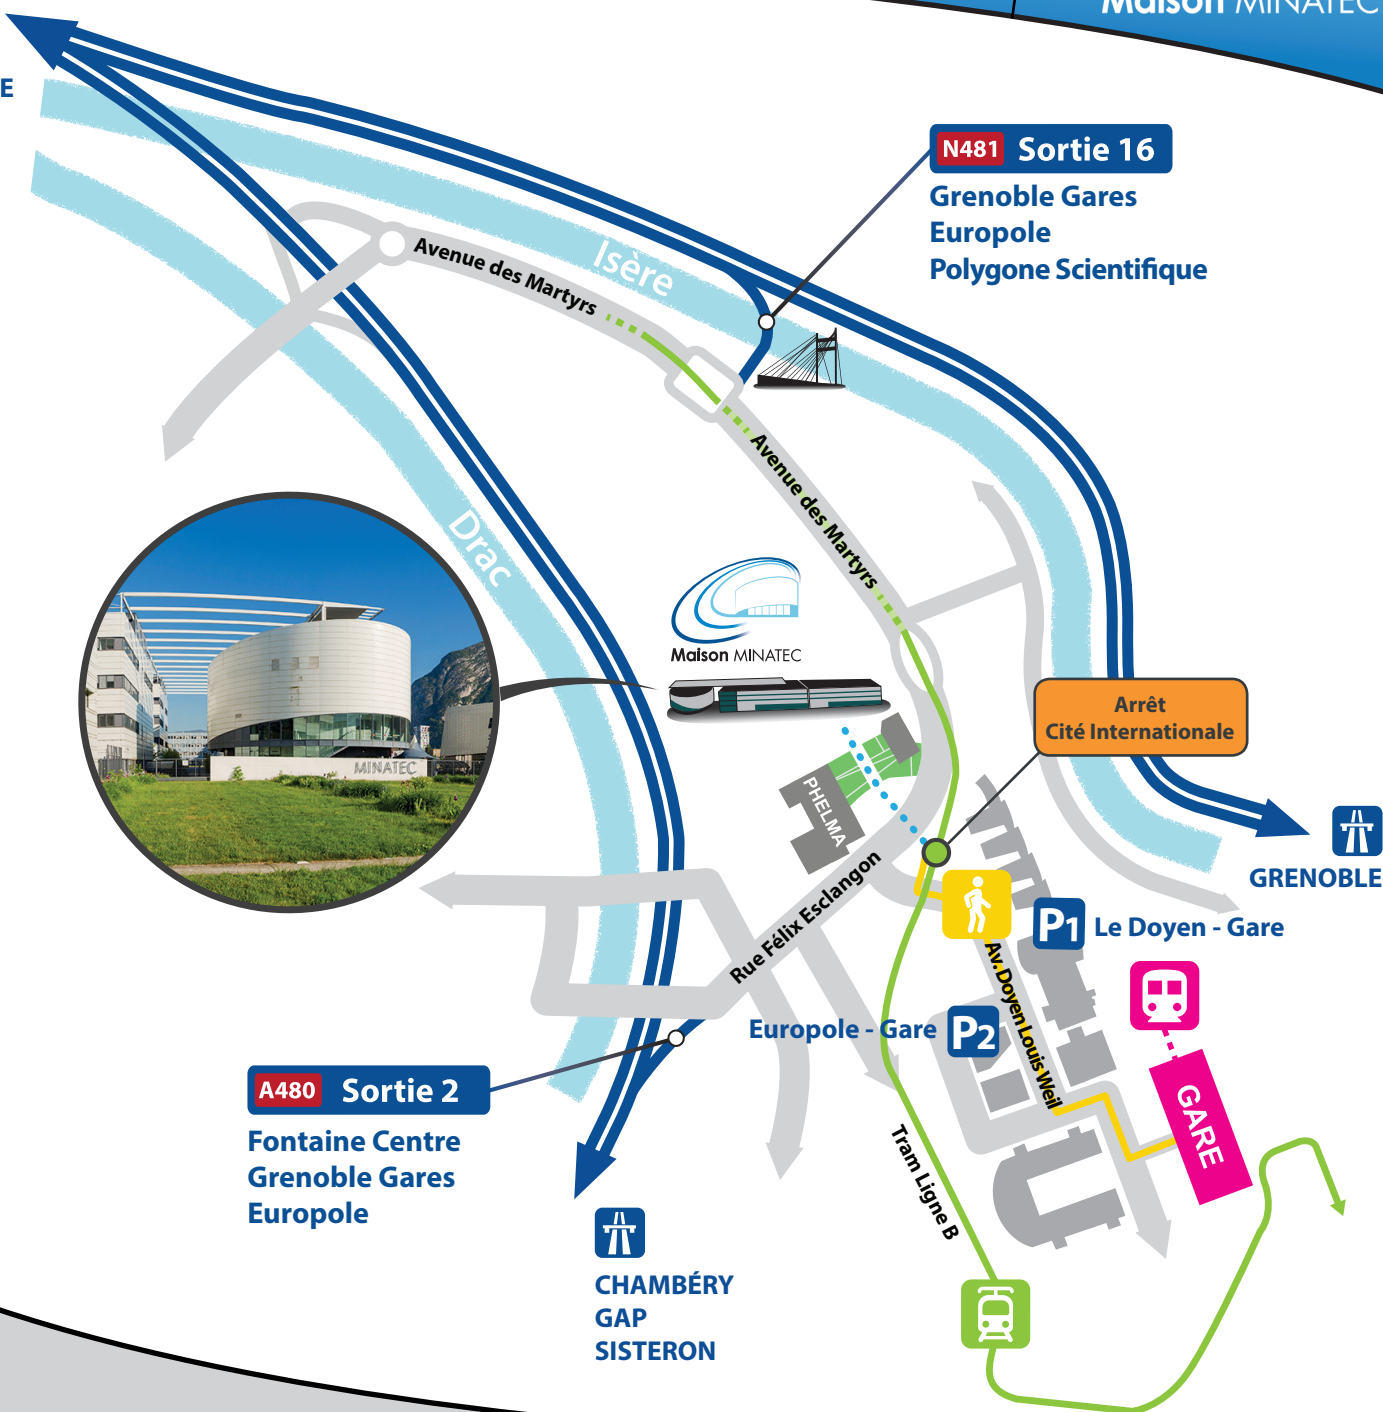 Maison MINATEC
E
N481 Sortie 16
Grenoble Gares
Europole
Polygone Scientifique
Isère
Avenue des Martyrs
Avenue des Martyrs
Drac
Maison MINATEC
MINATEC
Arrêt
Cité Internationale
PHELMA
GRENOBLE
Rue Félix Esclangon
P1 Le Doyen - Gare
Av. Doyen Louis Weil
Europole - Gare P2
A480 Sortie 2
Fontaine Centre
Grenoble Gares
Europole
GARE
Tram Ligne B
CHAMBÉRY
GAP
SISTERON